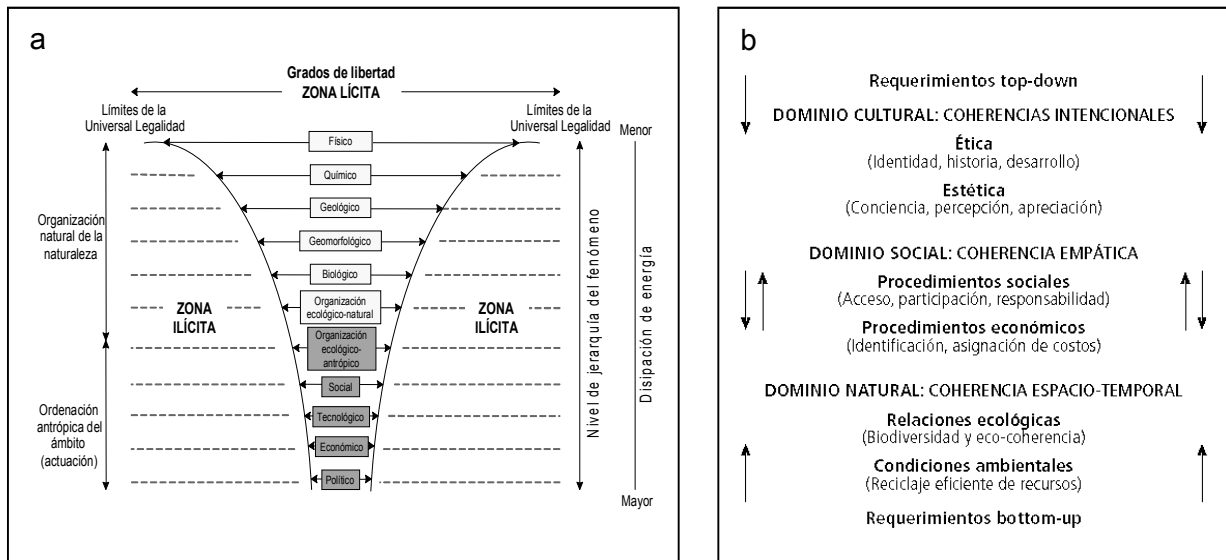 a
Grados de libertad
ZONA LÍCITA
Límites de la
Universal Legalidad
Límites de la
Universal Legalidad
Menor
Físico
Químico
Geológico
Geomorfológico
Biológico
Organización
ecológico-natural
Organización
ecológico-
antrópico
Social
Tecnológico
Económico
Político
Organización
natural de la
naturaleza
Ordenación
antrópica del
ámbito
(actuación)
ZONA
ILÍCITA
ZONA
ILÍCITA
Nivel de jerarquía del fenómeno
Disipación de energía
Mayor
b
Requerimientos top-down
DOMINIO CULTURAL: COHERENCIAS INTENCIONALES
Ética
(Identidad, historia, desarrollo)
Estética
(Conciencia, percepción, apreciación)
DOMINIO SOCIAL: COHERENCIA EMPÁTICA
Procedimientos sociales
(Acceso, participación, responsabilidad)
Procedimientos económicos
(Identificación, asignación de costos)
DOMINIO NATURAL: COHERENCIA ESPACIO-TEMPORAL
Relaciones ecológicas
(Biodiversidad y eco-coherencia)
Condiciones ambientales
(Reciclaje eficiente de recursos)
Requerimientos bottom-up